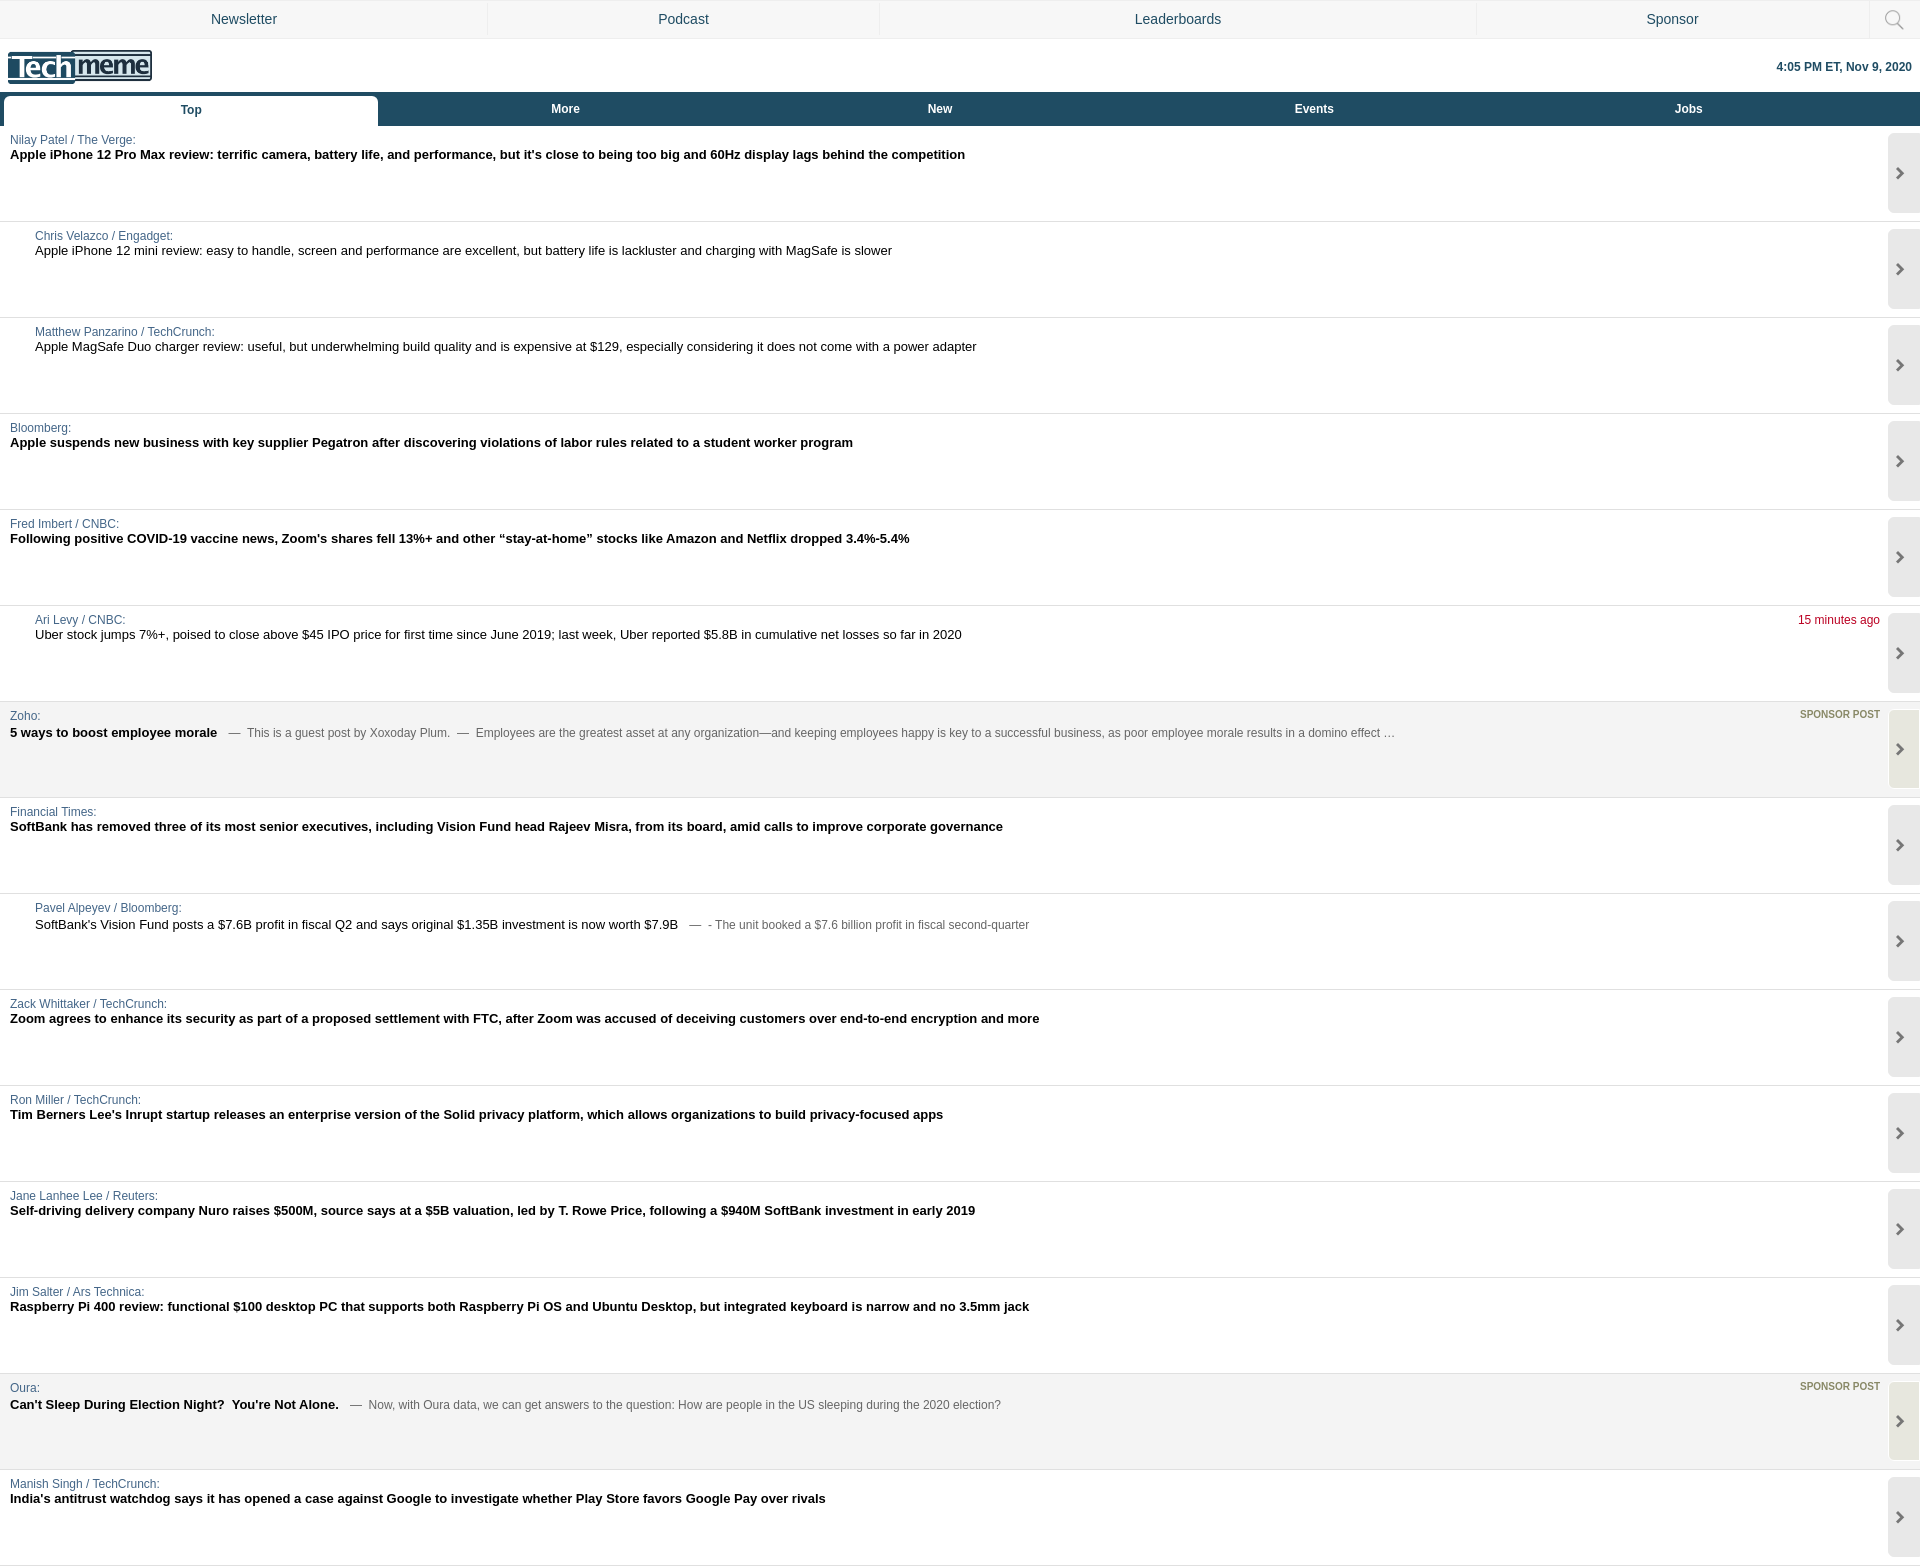 Newsletter
Podcast
Leaderboards
Sponsor
Techmeme
4:05 PM ET, Nov 9, 2020
Top
More
New
Events
Jobs
Nilay Patel / The Verge:
Apple iPhone 12 Pro Max review: terrific camera, battery life, and performance, but it's close to being too big and 60Hz display lags behind the competition
Chris Velazco / Engadget:
Apple iPhone 12 mini review: easy to handle, screen and performance are excellent, but battery life is lackluster and charging with MagSafe is slower
Matthew Panzarino / TechCrunch:
Apple MagSafe Duo charger review: useful, but underwhelming build quality and is expensive at $129, especially considering it does not come with a power adapter
Bloomberg:
Apple suspends new business with key supplier Pegatron after discovering violations of labor rules related to a student worker program
Fred Imbert / CNBC:
Following positive COVID-19 vaccine news, Zoom's shares fell 13%+ and other “stay-at-home” stocks like Amazon and Netflix dropped 3.4%-5.4%
Ari Levy / CNBC:
15 minutes ago
Uber stock jumps 7%+, poised to close above $45 IPO price for first time since June 2019; last week, Uber reported $5.8B in cumulative net losses so far in 2020
Zoho:
SPONSOR POST
5 ways to boost employee morale — This is a guest post by Xoxoday Plum. — Employees are the greatest asset at any organization—and keeping employees happy is key to a successful business, as poor employee morale results in a domino effect …
Financial Times:
SoftBank has removed three of its most senior executives, including Vision Fund head Rajeev Misra, from its board, amid calls to improve corporate governance
Pavel Alpeyev / Bloomberg:
SoftBank's Vision Fund posts a $7.6B profit in fiscal Q2 and says original $1.35B investment is now worth $7.9B — - The unit booked a $7.6 billion profit in fiscal second-quarter
Zack Whittaker / TechCrunch:
Zoom agrees to enhance its security as part of a proposed settlement with FTC, after Zoom was accused of deceiving customers over end-to-end encryption and more
Ron Miller / TechCrunch:
Tim Berners Lee's Inrupt startup releases an enterprise version of the Solid privacy platform, which allows organizations to build privacy-focused apps
Jane Lanhee Lee / Reuters:
Self-driving delivery company Nuro raises $500M, source says at a $5B valuation, led by T. Rowe Price, following a $940M SoftBank investment in early 2019
Jim Salter / Ars Technica:
Raspberry Pi 400 review: functional $100 desktop PC that supports both Raspberry Pi OS and Ubuntu Desktop, but integrated keyboard is narrow and no 3.5mm jack
Oura:
SPONSOR POST
Can't Sleep During Election Night? You're Not Alone. — Now, with Oura data, we can get answers to the question: How are people in the US sleeping during the 2020 election?
Manish Singh / TechCrunch:
India's antitrust watchdog says it has opened a case against Google to investigate whether Play Store favors Google Pay over rivals